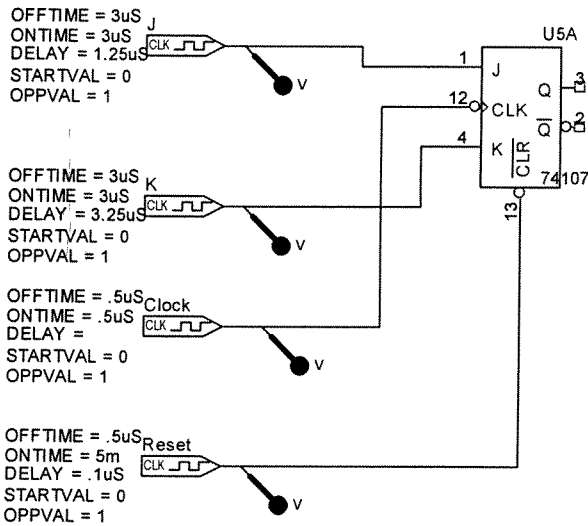 OFFTIME = 3uS
ONTIME = 3uS
DELAY = 1.25uS
STARTVAL = 0
OPPVAL = 1
J
CLK
V
U5A
1
J
Q
3
12
CLK
Q
2
4
K
CLR
74107
13
OFFTIME = 3uS
ONTIME = 3uS
DELAY = 3.25uS
STARTVAL = 0
OPPVAL = 1
K
CLK
V
OFFTIME = .5uS
ONTIME = .5uS
DELAY =
STARTVAL = 0
OPPVAL = 1
Clock
CLK
V
OFFTIME = .5uS
ONTIME = 5m
DELAY = .1uS
STARTVAL = 0
OPPVAL = 1
Reset
CLK
V